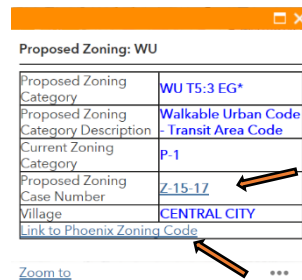 Proposed Zoning: WU
Proposed Zoning
Category
WU T5:3 EG*
Proposed Zoning
Category Description
Walkable Urban Code
- Transit Area Code
Current Zoning
Category
P-1
Proposed Zoning
Case Number
Z-15-17
Village
CENTRAL CITY
Link to Phoenix Zoning Code
Zoom to